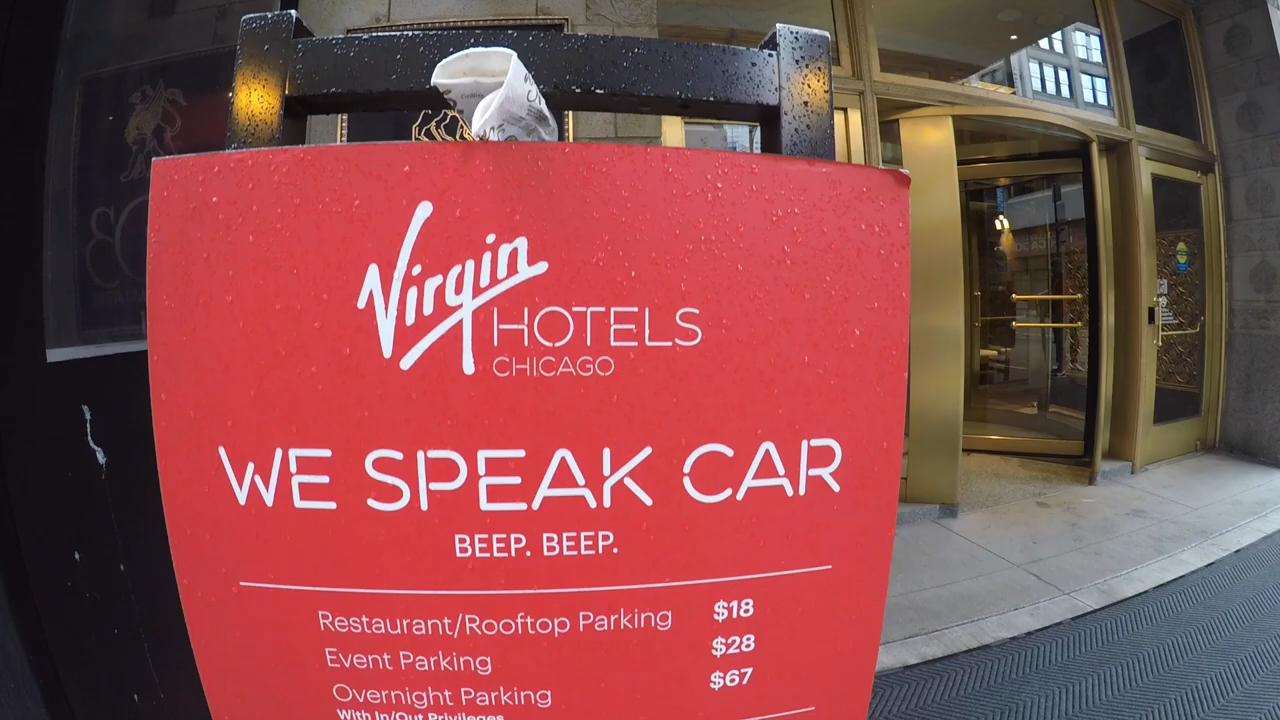 Virgin
HOTELS
CHICAGO
WE SPEAK CAR
BEEP. BEEP.
Restaurant/Rooftop Parking $18
Event Parking $28
Overnight Parking $67
With In/Out Privileges